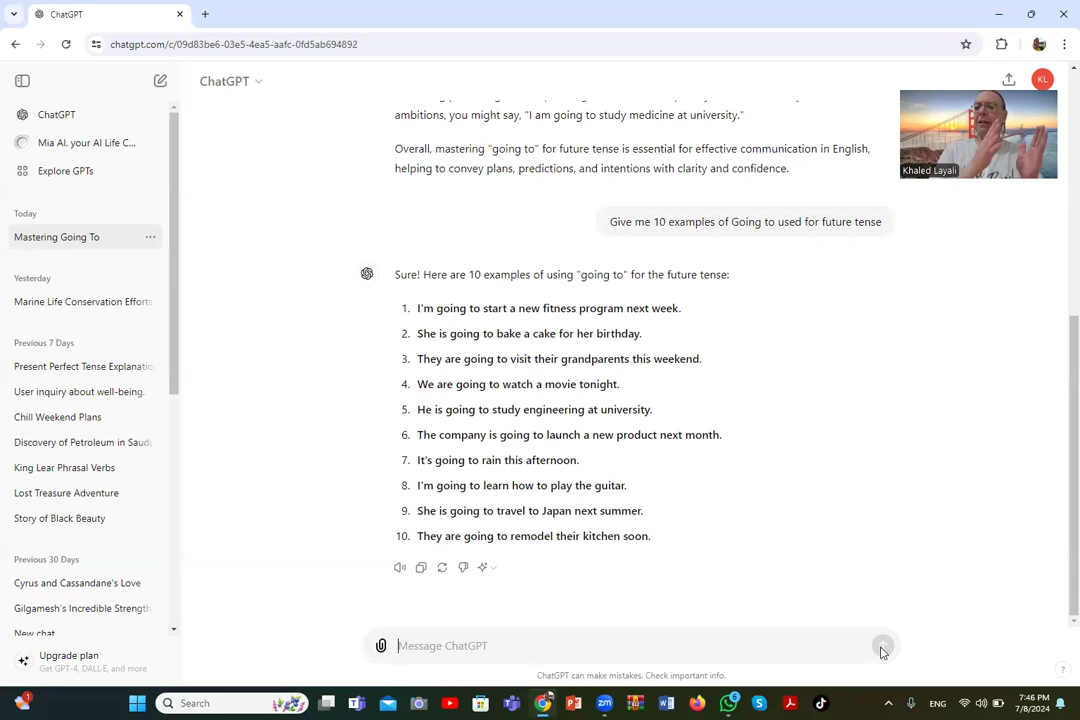 ChatGPT
chatgpt.com/c/09d83be6-03e5-4ea5-aafc-0fd5ab694892
ChatGPT
Mia AI, your AI Life C...
Explore GPTs
Today
Mastering Going To
Yesterday
Marine Life Conservation Efforts
Previous 7 Days
Present Perfect Tense Explanatio
User inquiry about well-being.
Chill Weekend Plans
Discovery of Petroleum in Saudi
King Lear Phrasal Verbs
Lost Treasure Adventure
Story of Black Beauty
Previous 30 Days
Cyrus and Cassandane's Love
Gilgamesh's Incredible Strength
New chat
Upgrade plan
Get GPT-4, DALL·E, and more
ChatGPT
KL
Khaled Layali
ambitions, you might say, "I am going to study medicine at university."
Overall, mastering "going to" for future tense is essential for effective communication in English,
helping to convey plans, predictions, and intentions with clarity and confidence.
Give me 10 examples of Going to used for future tense
Sure! Here are 10 examples of using "going to" for the future tense:
1. I'm going to start a new fitness program next week.
2. She is going to bake a cake for her birthday.
3. They are going to visit their grandparents this weekend.
4. We are going to watch a movie tonight.
5. He is going to study engineering at university.
6. The company is going to launch a new product next month.
7. It's going to rain this afternoon.
8. I'm going to learn how to play the guitar.
9. She is going to travel to Japan next summer.
10. They are going to remodel their kitchen soon.
Message ChatGPT
ChatGPT can make mistakes. Check important info.
?
1
Search
6
ENG
7:46 PM
7/8/2024